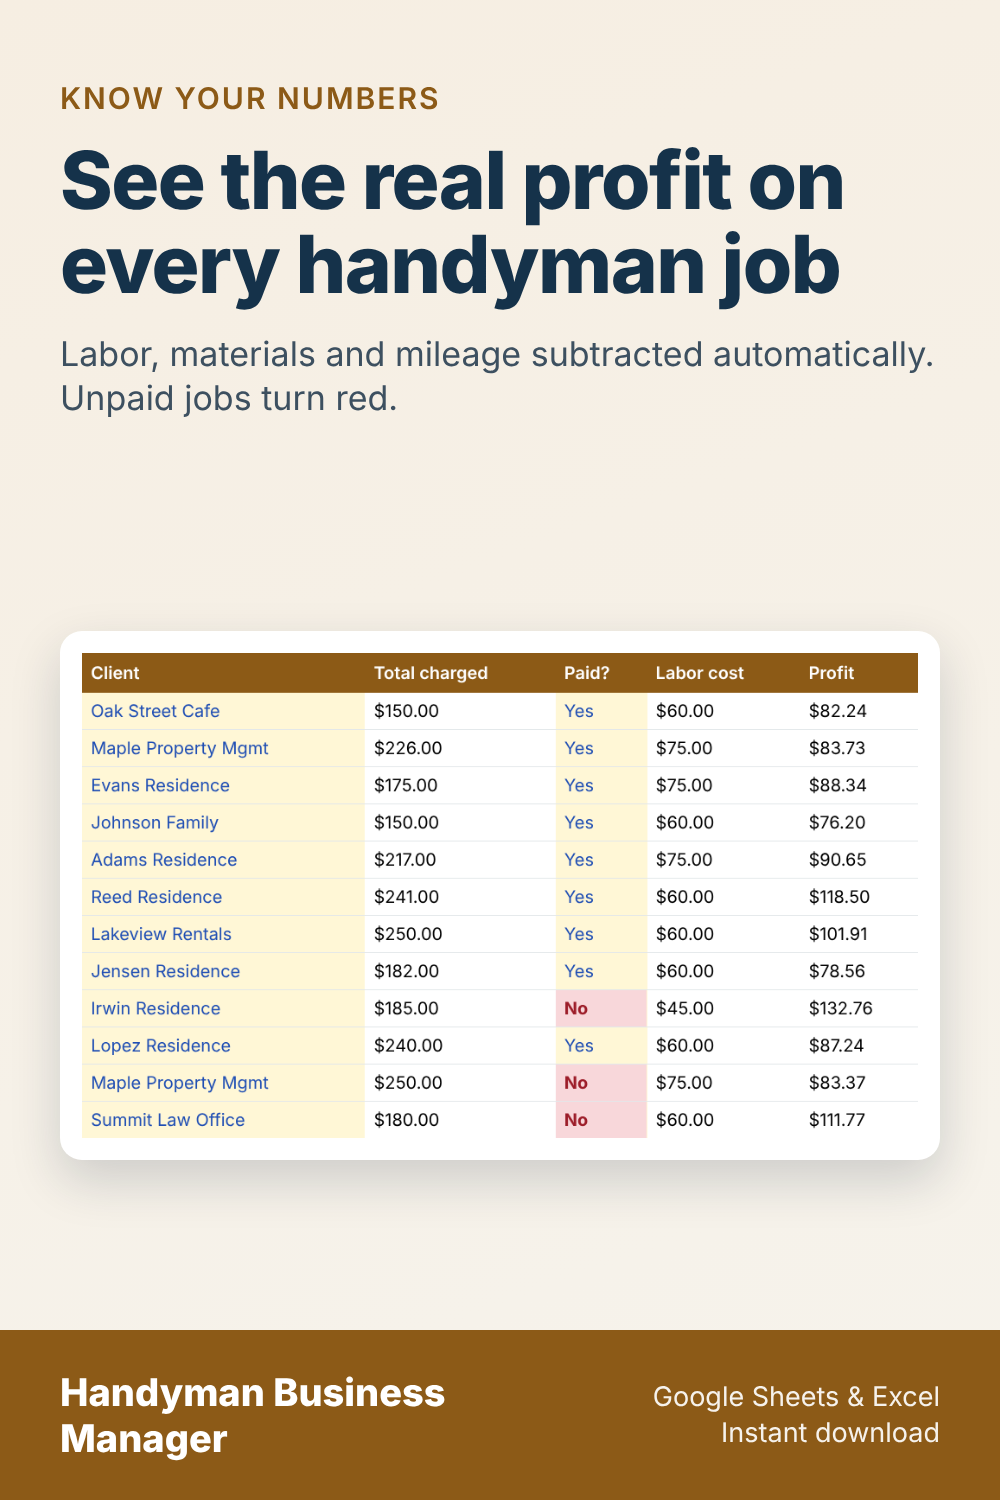 KNOW YOUR NUMBERS
See the real profit on
every handyman job
Labor, materials and mileage subtracted automatically.
Unpaid jobs turn red.
Client Total charged Paid? Labor cost Profit
Oak Street Cafe $150.00 Yes $60.00 $82.24
Maple Property Mgmt $226.00 Yes $75.00 $83.73
Evans Residence $175.00 Yes $75.00 $88.34
Johnson Family $150.00 Yes $60.00 $76.20
Adams Residence $217.00 Yes $75.00 $90.65
Reed Residence $241.00 Yes $60.00 $118.50
Lakeview Rentals $250.00 Yes $60.00 $101.91
Jensen Residence $182.00 Yes $60.00 $78.56
Irwin Residence $185.00 No $45.00 $132.76
Lopez Residence $240.00 Yes $60.00 $87.24
Maple Property Mgmt $250.00 No $75.00 $83.37
Summit Law Office $180.00 No $60.00 $111.77
Handyman Business
Manager
Google Sheets & Excel
Instant download